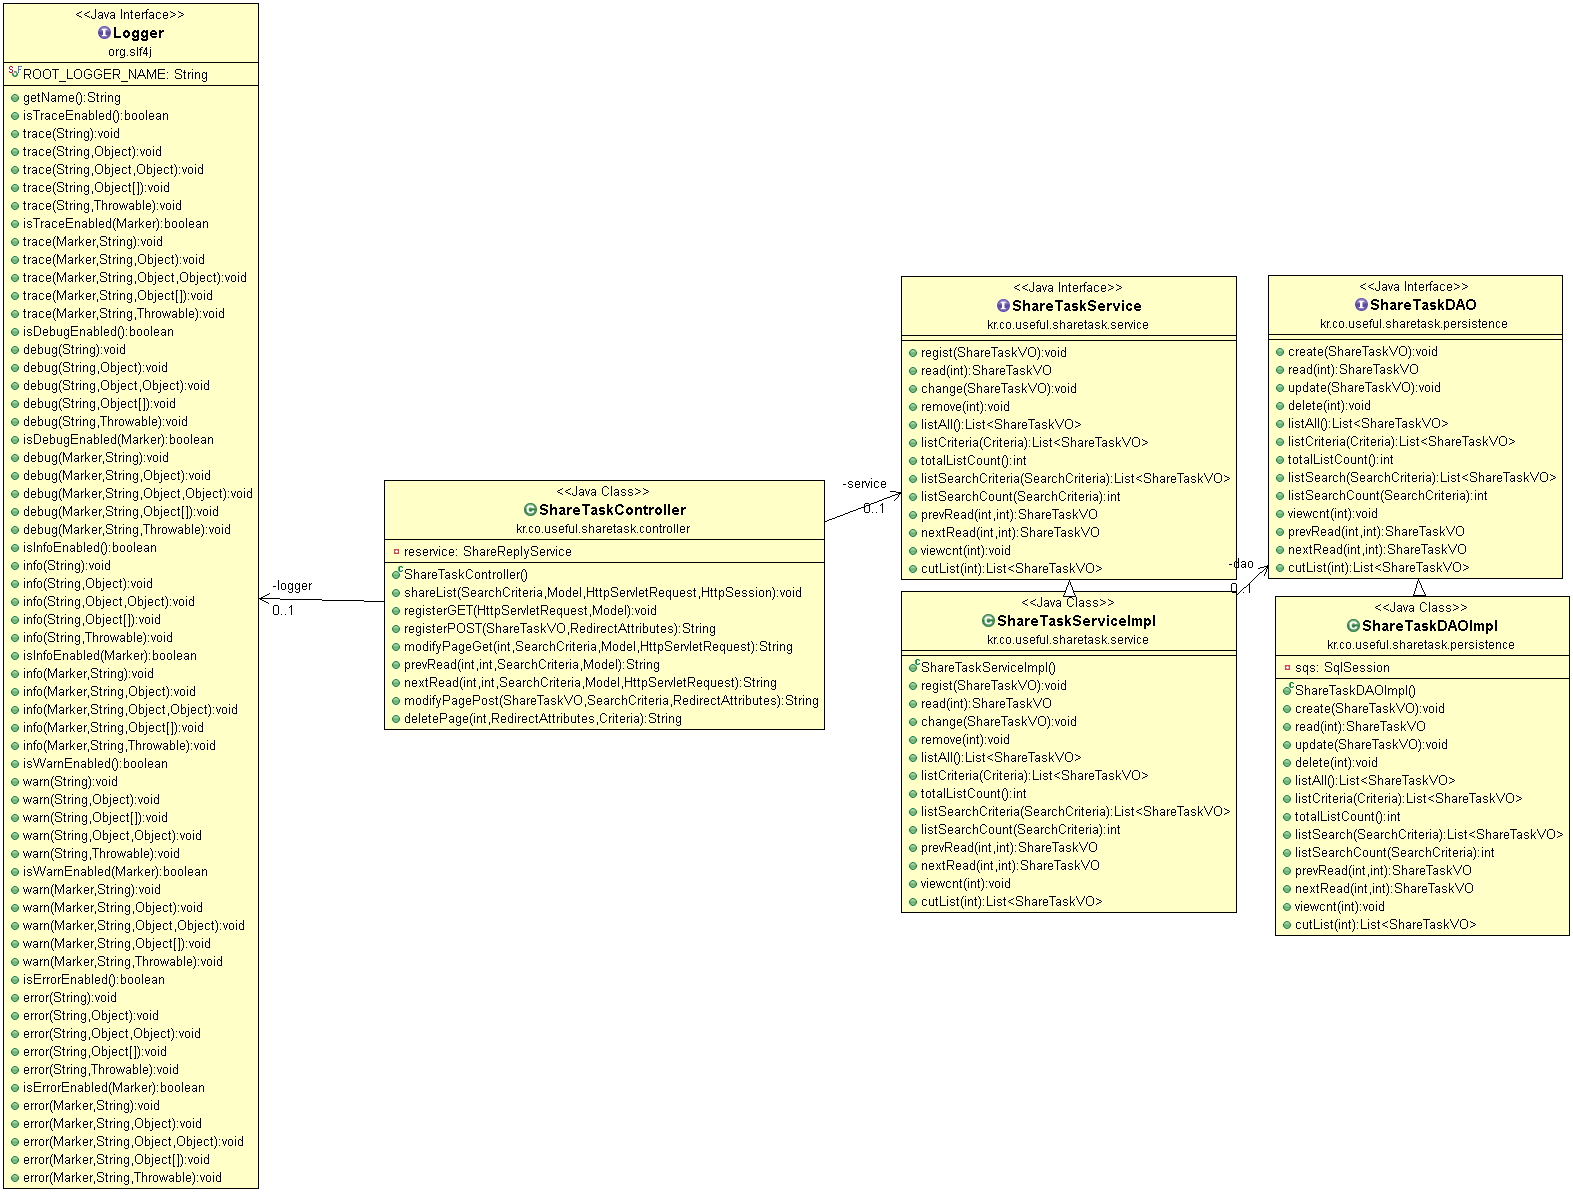 <<Java Interface>>
Logger
org.slf4j
ROOT_LOGGER_NAME: String
getName():String
isTraceEnabled():boolean
trace(String):void
trace(String,Object):void
trace(String,Object,Object):void
trace(String,Object[]):void
trace(String,Throwable):void
isTraceEnabled(Marker):boolean
trace(Marker,String):void
trace(Marker,String,Object):void
trace(Marker,String,Object,Object):void
trace(Marker,String,Object[]):void
trace(Marker,String,Throwable):void
isDebugEnabled():boolean
debug(String):void
debug(String,Object):void
debug(String,Object,Object):void
debug(String,Object[]):void
debug(String,Throwable):void
isDebugEnabled(Marker):boolean
debug(Marker,String):void
debug(Marker,String,Object):void
debug(Marker,String,Object,Object):void
debug(Marker,String,Object[]):void
debug(Marker,String,Throwable):void
isInfoEnabled():boolean
info(String):void
info(String,Object):void
info(String,Object,Object):void
info(String,Object[]):void
info(String,Throwable):void
isInfoEnabled(Marker):boolean
info(Marker,String):void
info(Marker,String,Object):void
info(Marker,String,Object,Object):void
info(Marker,String,Object[]):void
info(Marker,String,Throwable):void
isWarnEnabled():boolean
warn(String):void
warn(String,Object):void
warn(String,Object[]):void
warn(String,Object,Object):void
warn(String,Throwable):void
isWarnEnabled(Marker):boolean
warn(Marker,String):void
warn(Marker,String,Object):void
warn(Marker,String,Object,Object):void
warn(Marker,String,Object[]):void
warn(Marker,String,Throwable):void
isErrorEnabled():boolean
error(String):void
error(String,Object):void
error(String,Object,Object):void
error(String,Object[]):void
error(String,Throwable):void
isErrorEnabled(Marker):boolean
error(Marker,String):void
error(Marker,String,Object):void
error(Marker,String,Object,Object):void
error(Marker,String,Object[]):void
error(Marker,String,Throwable):void
-logger
0..1
<<Java Class>>
ShareTaskController
kr.co.useful.sharetask.controller
reservice: ShareReplyService
ShareTaskController()
shareList(SearchCriteria,Model,HttpServletRequest,HttpSession):void
registerGET(HttpServletRequest,Model):void
registerPOST(ShareTaskVO,RedirectAttributes):String
modifyPageGet(int,SearchCriteria,Model,HttpServletRequest):String
prevRead(int,int,SearchCriteria,Model):String
nextRead(int,int,SearchCriteria,Model,HttpServletRequest):String
modifyPagePost(ShareTaskVO,SearchCriteria,RedirectAttributes):String
deletePage(int,RedirectAttributes,Criteria):String
-service
0..1
<<Java Interface>>
ShareTaskService
kr.co.useful.sharetask.service
regist(ShareTaskVO):void
read(int):ShareTaskVO
change(ShareTaskVO):void
remove(int):void
listAll():List<ShareTaskVO>
listCriteria(Criteria):List<ShareTaskVO>
totalListCount():int
listSearchCriteria(SearchCriteria):List<ShareTaskVO>
listSearchCount(SearchCriteria):int
prevRead(int,int):ShareTaskVO
nextRead(int,int):ShareTaskVO
viewcnt(int):void
cutList(int):List<ShareTaskVO>
<<Java Class>>
ShareTaskServiceImpl
kr.co.useful.sharetask.service
ShareTaskServiceImpl()
regist(ShareTaskVO):void
read(int):ShareTaskVO
change(ShareTaskVO):void
remove(int):void
listAll():List<ShareTaskVO>
listCriteria(Criteria):List<ShareTaskVO>
totalListCount():int
listSearchCriteria(SearchCriteria):List<ShareTaskVO>
listSearchCount(SearchCriteria):int
prevRead(int,int):ShareTaskVO
nextRead(int,int):ShareTaskVO
viewcnt(int):void
cutList(int):List<ShareTaskVO>
-dao
0..1
<<Java Interface>>
ShareTaskDAO
kr.co.useful.sharetask.persistence
create(ShareTaskVO):void
read(int):ShareTaskVO
update(ShareTaskVO):void
delete(int):void
listAll():List<ShareTaskVO>
listCriteria(Criteria):List<ShareTaskVO>
totalListCount():int
listSearch(SearchCriteria):List<ShareTaskVO>
listSearchCount(SearchCriteria):int
viewcnt(int):void
prevRead(int,int):ShareTaskVO
nextRead(int,int):ShareTaskVO
cutList(int):List<ShareTaskVO>
<<Java Class>>
ShareTaskDAOImpl
kr.co.useful.sharetask.persistence
sqs: SqlSession
ShareTaskDAOImpl()
create(ShareTaskVO):void
read(int):ShareTaskVO
update(ShareTaskVO):void
delete(int):void
listAll():List<ShareTaskVO>
listCriteria(Criteria):List<ShareTaskVO>
totalListCount():int
listSearch(SearchCriteria):List<ShareTaskVO>
listSearchCount(SearchCriteria):int
prevRead(int,int):ShareTaskVO
nextRead(int,int):ShareTaskVO
viewcnt(int):void
cutList(int):List<ShareTaskVO>